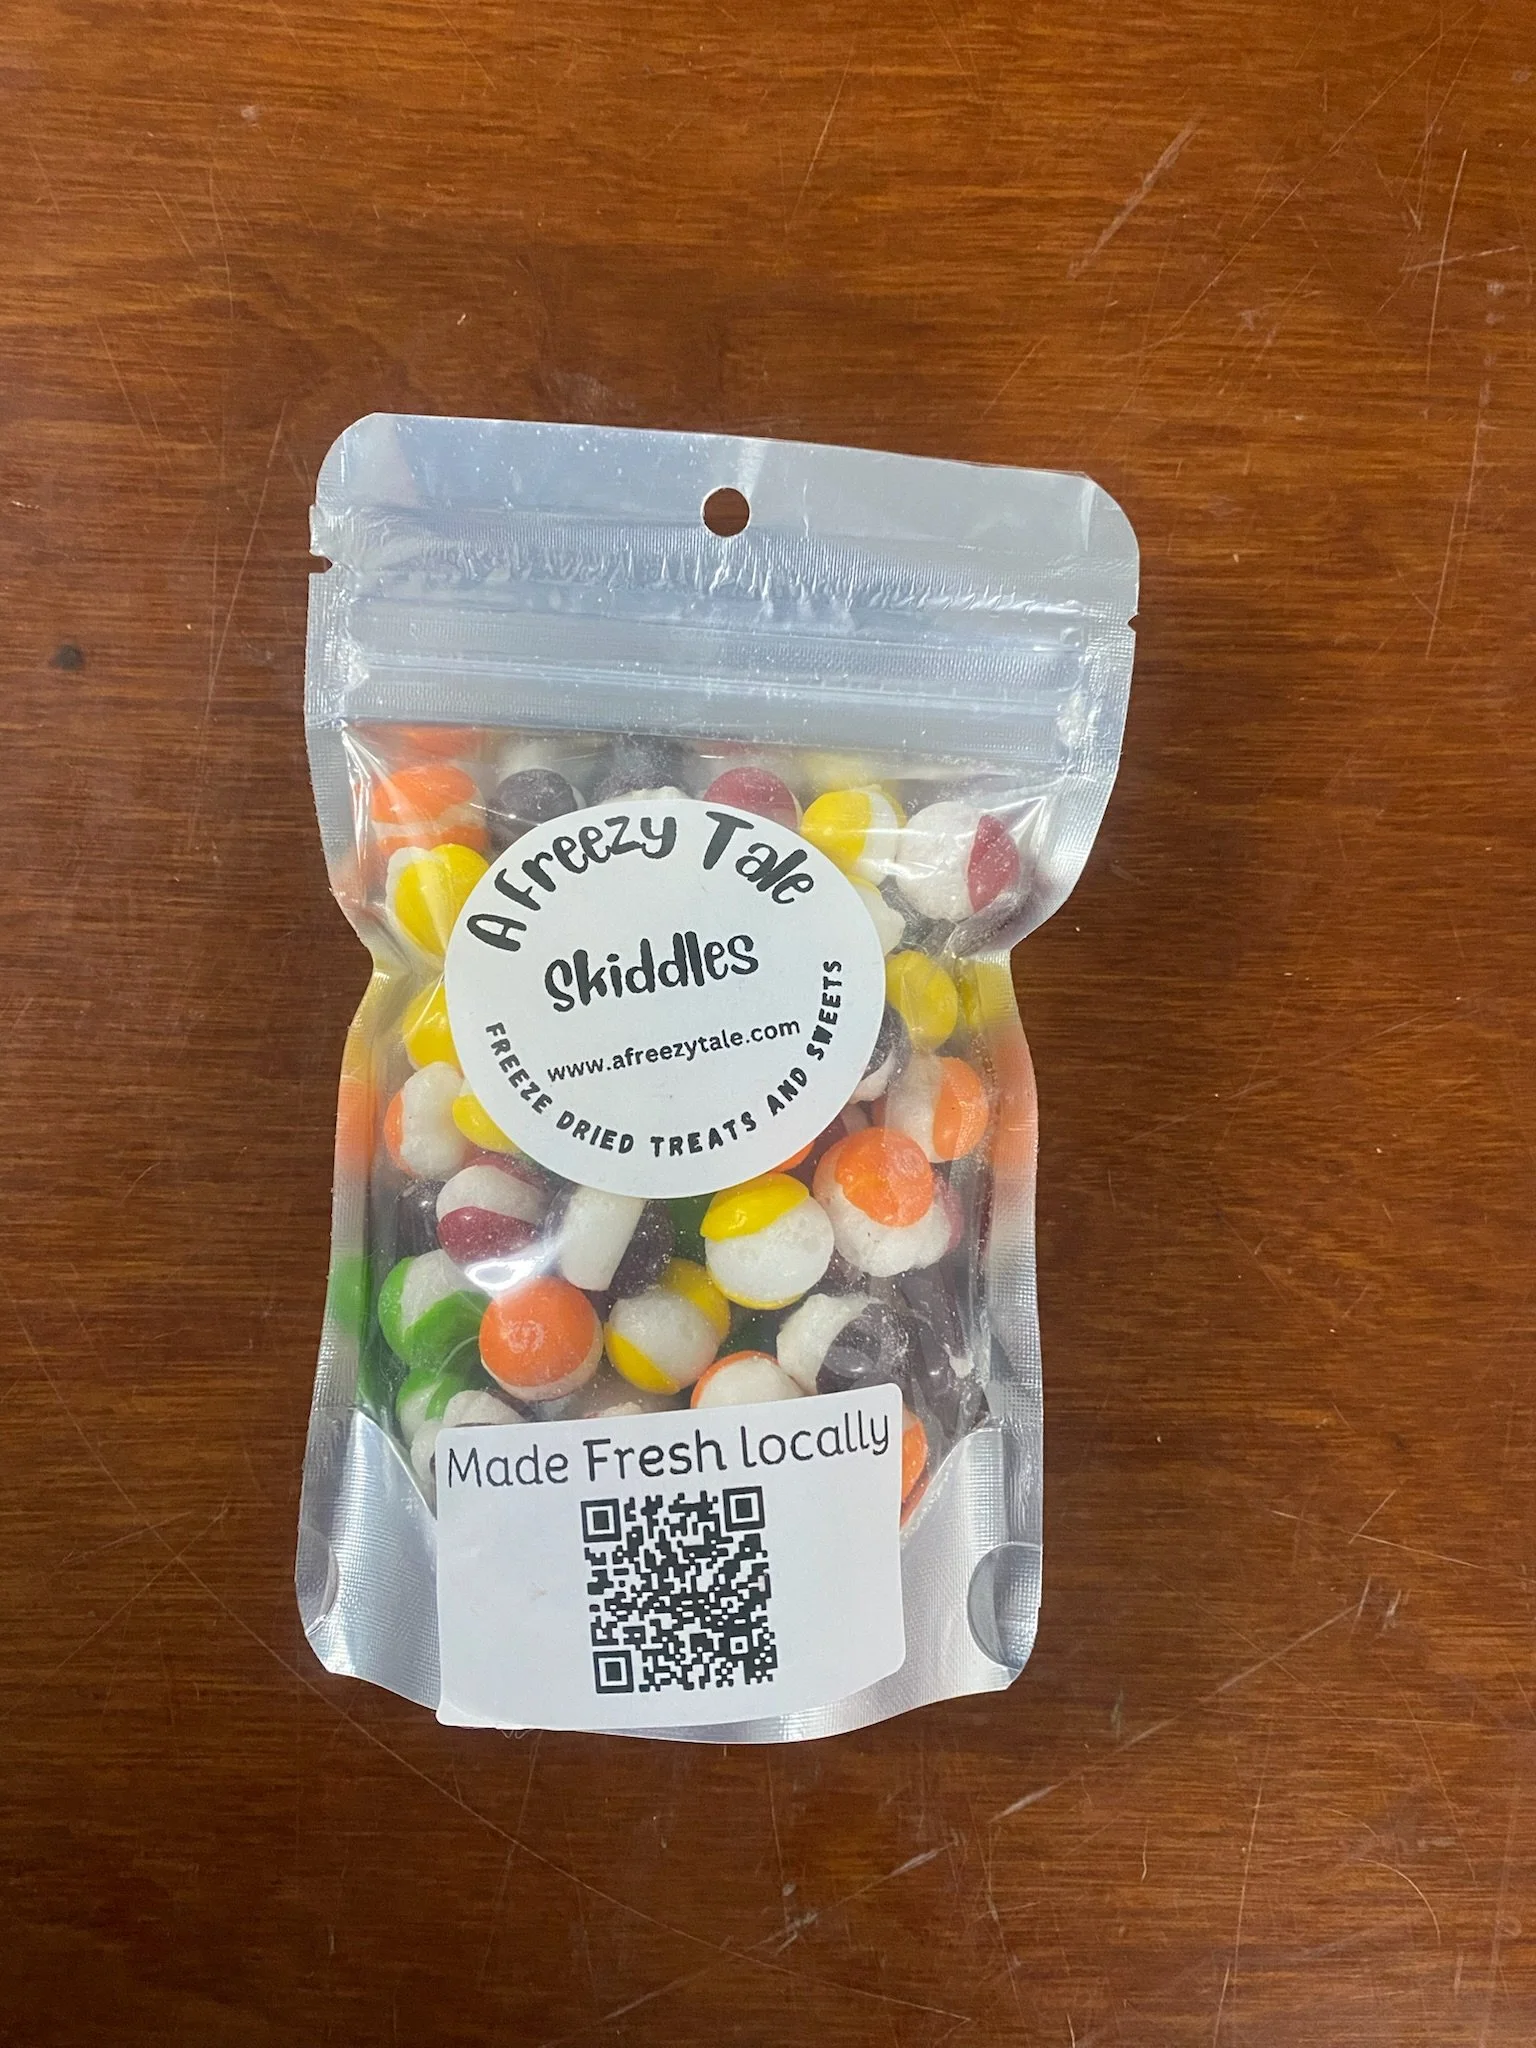 A Freezy Tale
Skiddles
www.afreezytale.com
FREEZE DRIED TREATS AND SWEETS
Made Fresh locally